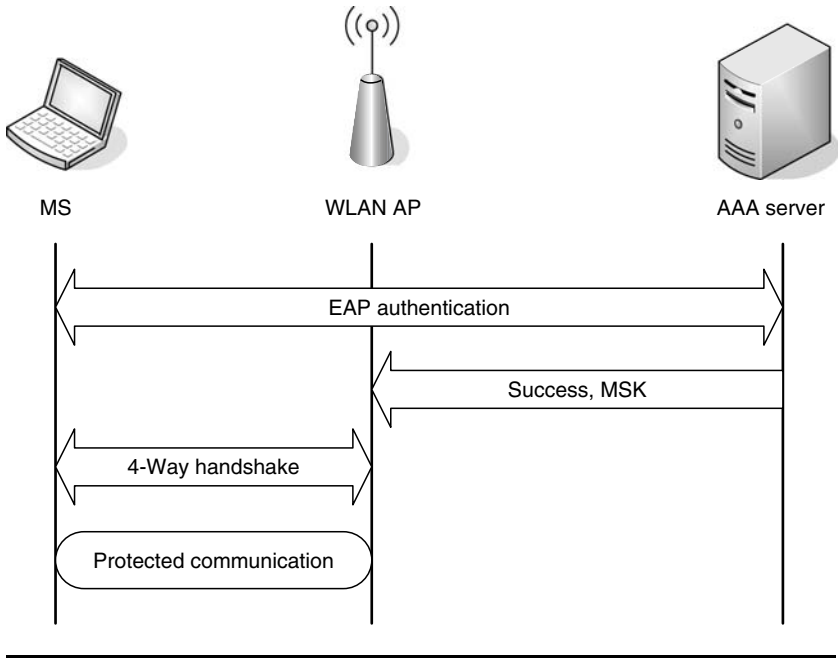 MS
WLAN AP
AAA server
EAP authentication
Success, MSK
4-Way handshake
Protected communication